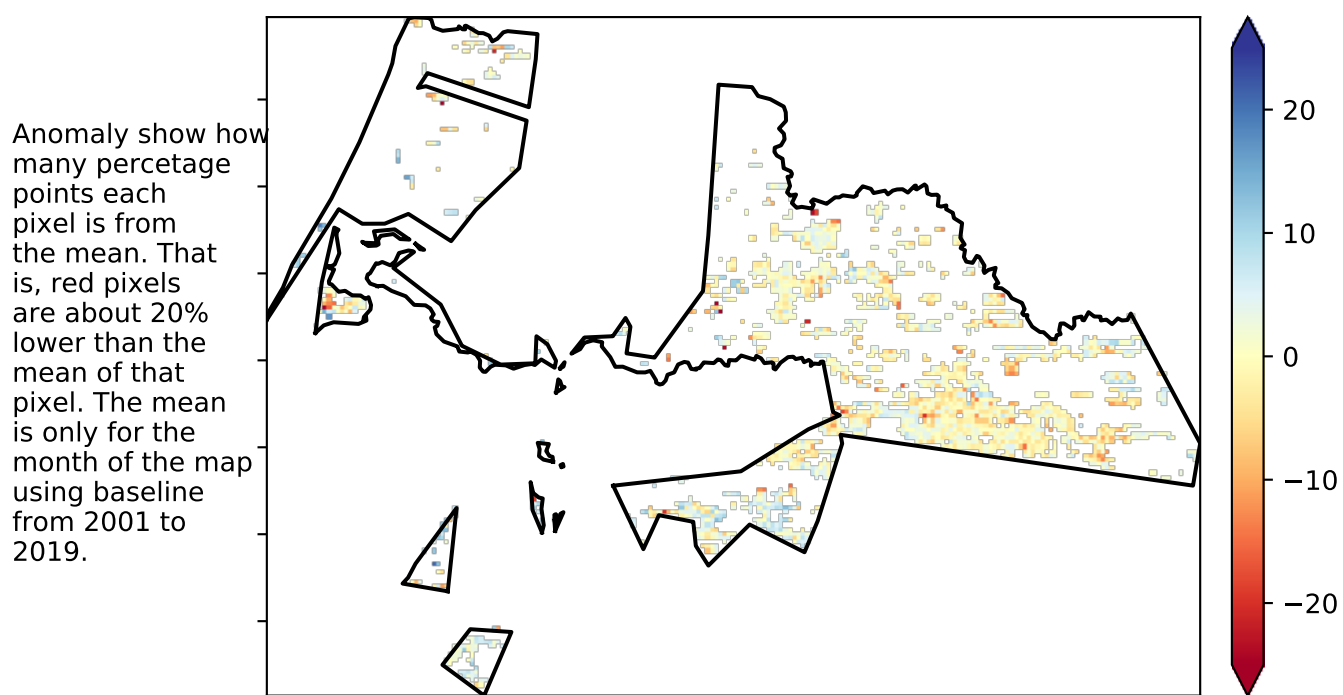 Anomaly show how
many percetage
points each
pixel is from
the mean. That
is, red pixels
are about 20%
lower than the
mean of that
pixel. The mean
is only for the
month of the map
using baseline
from 2001 to
2019.
20
10
0
−10
−20